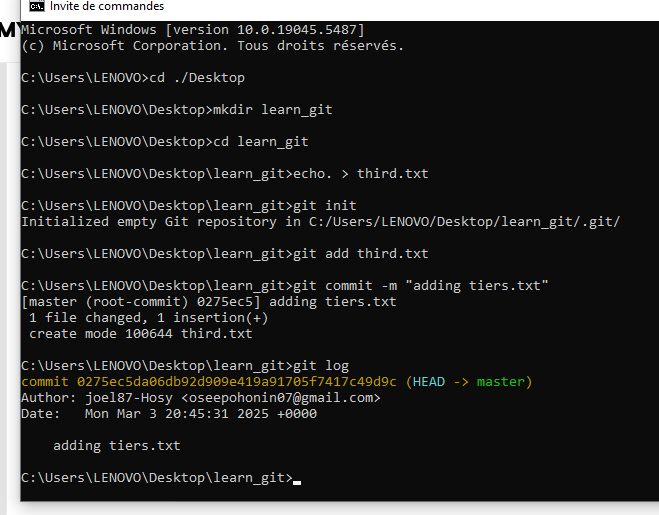 Invite de commandes
Microsoft Windows [version 10.0.19045.5487]
(c) Microsoft Corporation. Tous droits réservés.
C:\Users\LENOVO>cd ./Desktop
C:\Users\LENOVO\Desktop>mkdir learn_git
C:\Users\LENOVO\Desktop>cd learn_git
C:\Users\LENOVO\Desktop\learn_git>echo. > third.txt
C:\Users\LENOVO\Desktop\learn_git>git init
Initialized empty Git repository in C:/Users/LENOVO/Desktop/learn_git/.git/
C:\Users\LENOVO\Desktop\learn_git>git add third.txt
C:\Users\LENOVO\Desktop\learn_git>git commit -m "adding tiers.txt"
[master (root-commit) 0275ec5] adding tiers.txt
 1 file changed, 1 insertion(+)
 create mode 100644 third.txt
C:\Users\LENOVO\Desktop\learn_git>git log
commit 0275ec5da06db92d909e419a91705f7417c49d9c (HEAD -> master)
Author: joel87-Hosy <oseepohonin07@gmail.com>
Date:   Mon Mar 3 20:45:31 2025 +0000
    adding tiers.txt
C:\Users\LENOVO\Desktop\learn_git>